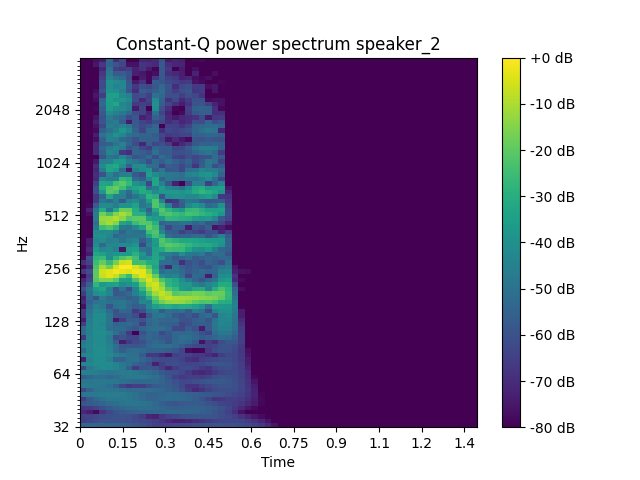 Constant-Q power spectrum speaker_2
Hz
2048
1024
512
256
128
64
32
0 0.15 0.3 0.45 0.6 0.75 0.9 1.1 1.2 1.4
Time
+0 dB
-10 dB
-20 dB
-30 dB
-40 dB
-50 dB
-60 dB
-70 dB
-80 dB